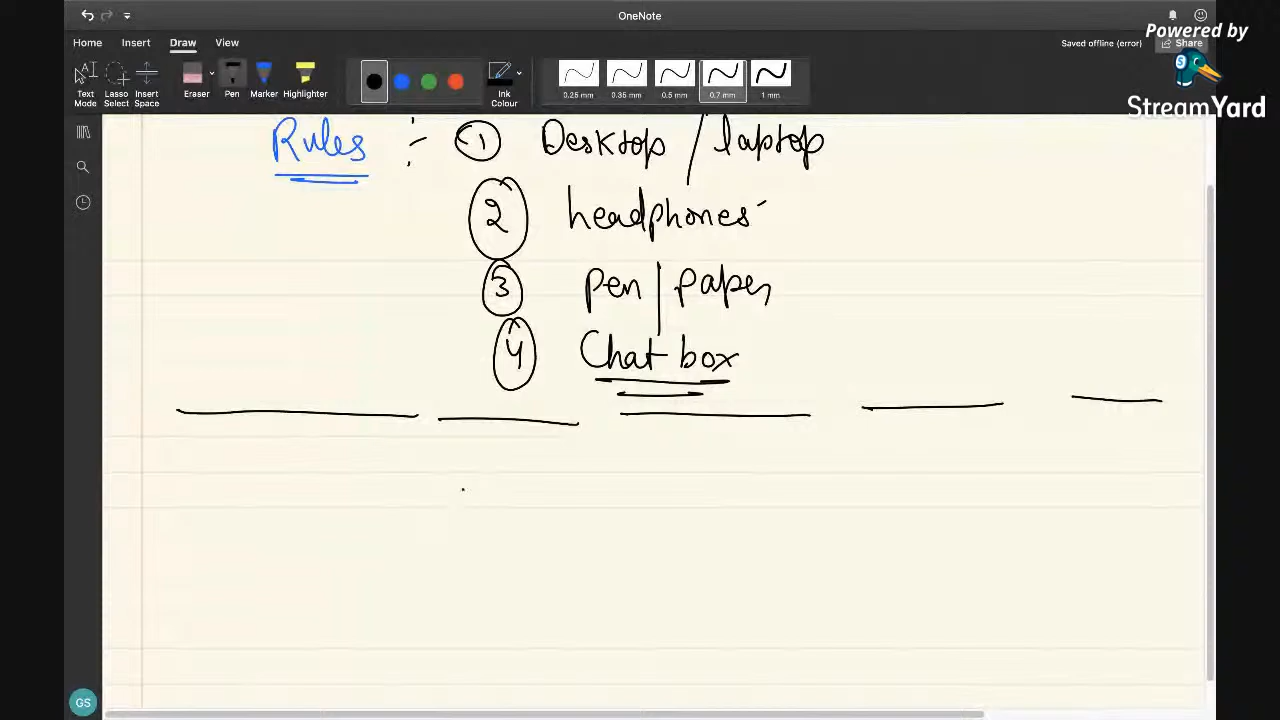 OneNote
Powered by
Home Insert Draw View
Saved offline (error) Share
StreamYard
Text Mode
Lasso Select
Insert Space
Eraser
Pen
Marker
Highlighter
Ink Colour
0.25 mm 0.35 mm 0.5 mm 0.7 mm 1 mm
Rules :- 1 Desktop / laptop
2 headphones
3 pen | paper
4 Chat box
GS